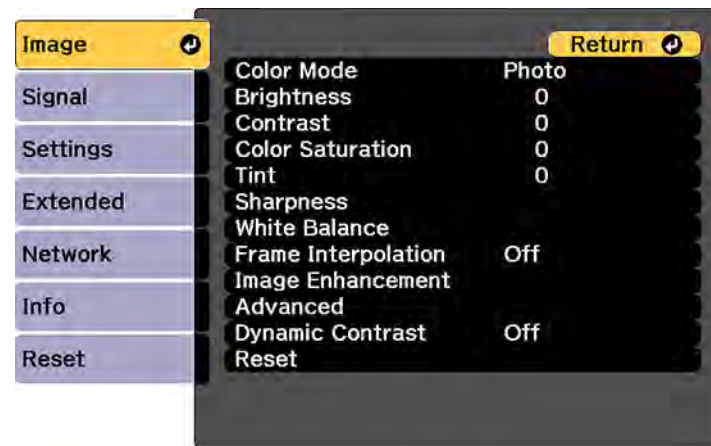 Image
Signal
Settings
Extended
Network
Info
Reset
Return
Color Mode Photo
Brightness 0
Contrast 0
Color Saturation 0
Tint 0
Sharpness
White Balance
Frame Interpolation Off
Image Enhancement
Advanced
Dynamic Contrast Off
Reset